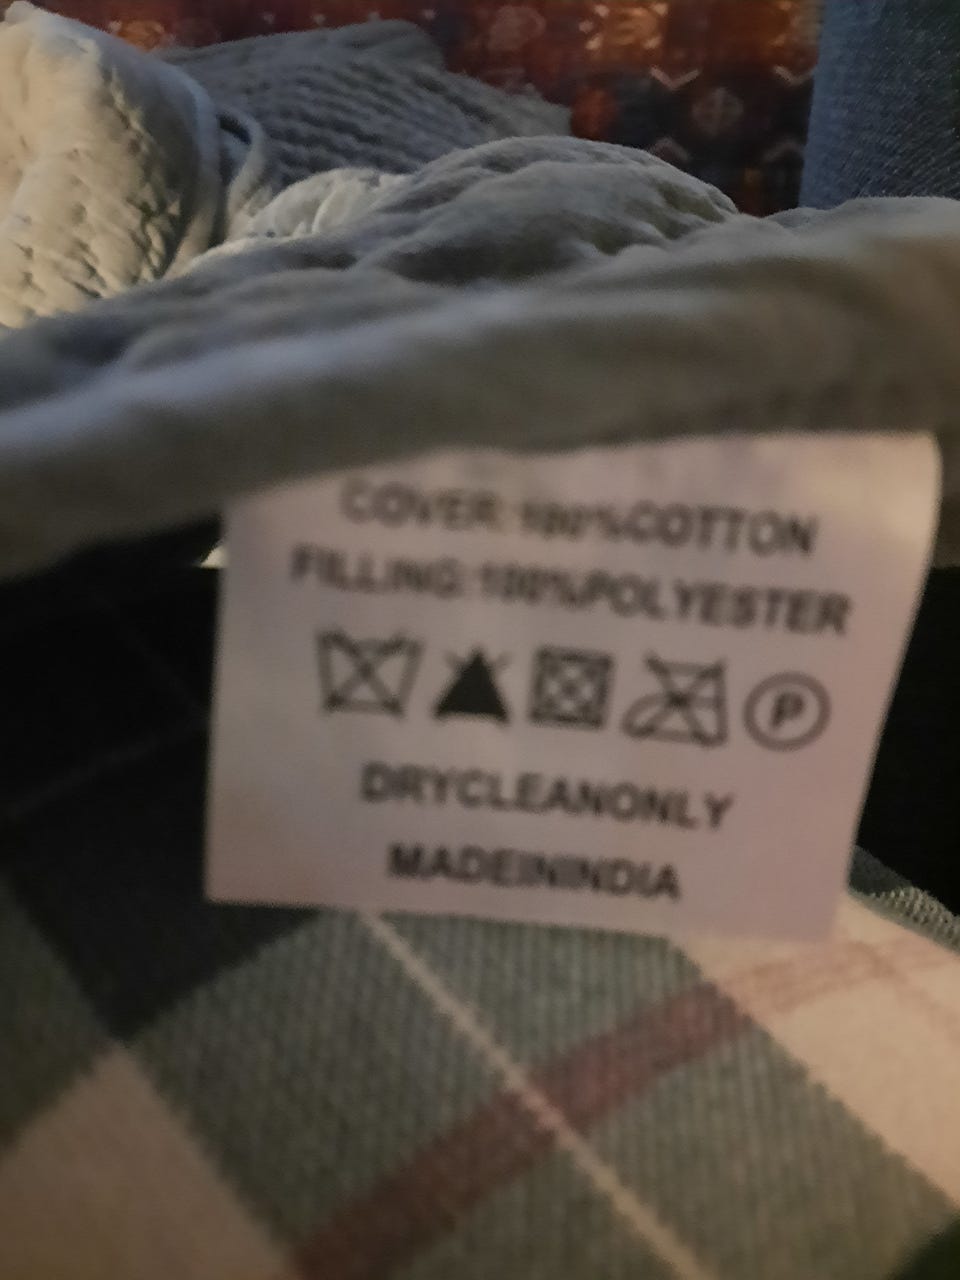 COVER: 100%COTTON
FILLING:100%POLYESTER
P
DRYCLEANONLY
MADEININDIA